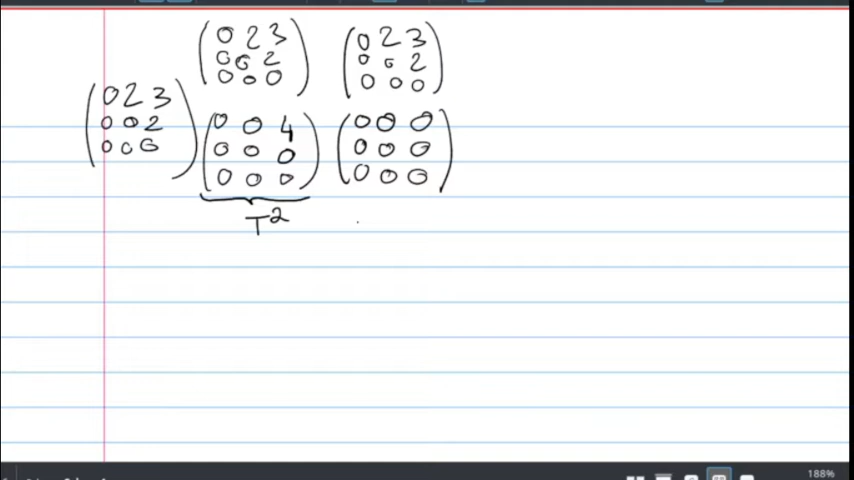 0 2 3 0 2 3
0 0 2 0 0 2
0 0 0 0 0 0
0 2 3
0 0 2
0 0 0
0 0 4 0 0 0
0 0 0 0 0 0
0 0 0 0 0 0
T²
188%